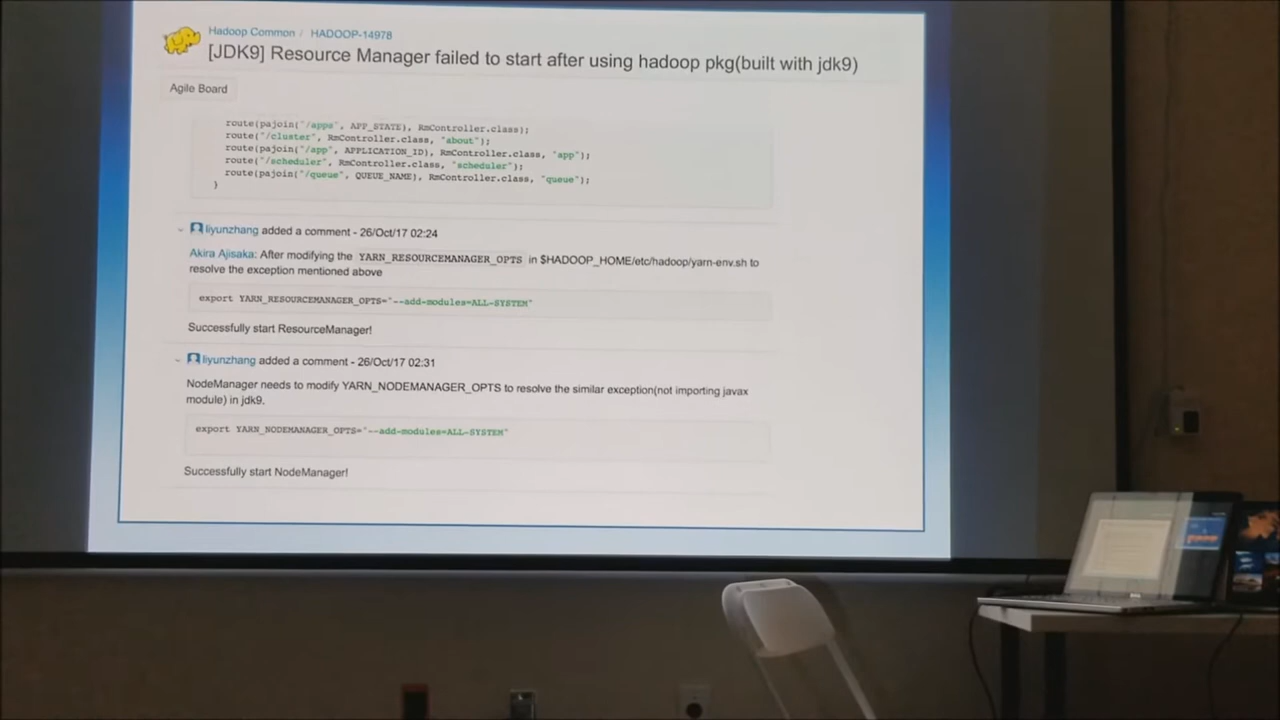 Hadoop Common / HADOOP-14978
[JDK9] Resource Manager failed to start after using hadoop pkg(built with jdk9)
Agile Board
route(pajoin("/apps", APP_STATE), RmController.class);
route("/cluster", RmController.class, "about");
route(pajoin("/app", APPLICATION_ID), RmController.class, "app");
route("/scheduler", RmController.class, "scheduler");
route(pajoin("/queue", QUEUE_NAME), RmController.class, "queue");
}
liyunzhang added a comment - 26/Oct/17 02:24
Akira Ajisaka: After modifying the YARN_RESOURCEMANAGER_OPTS in $HADOOP_HOME/etc/hadoop/yarn-env.sh to
resolve the exception mentioned above
export YARN_RESOURCEMANAGER_OPTS="--add-modules=ALL-SYSTEM"
Successfully start ResourceManager!
liyunzhang added a comment - 26/Oct/17 02:31
NodeManager needs to modify YARN_NODEMANAGER_OPTS to resolve the similar exception(not importing javax
module) in jdk9.
export YARN_NODEMANAGER_OPTS="--add-modules=ALL-SYSTEM"
Successfully start NodeManager!